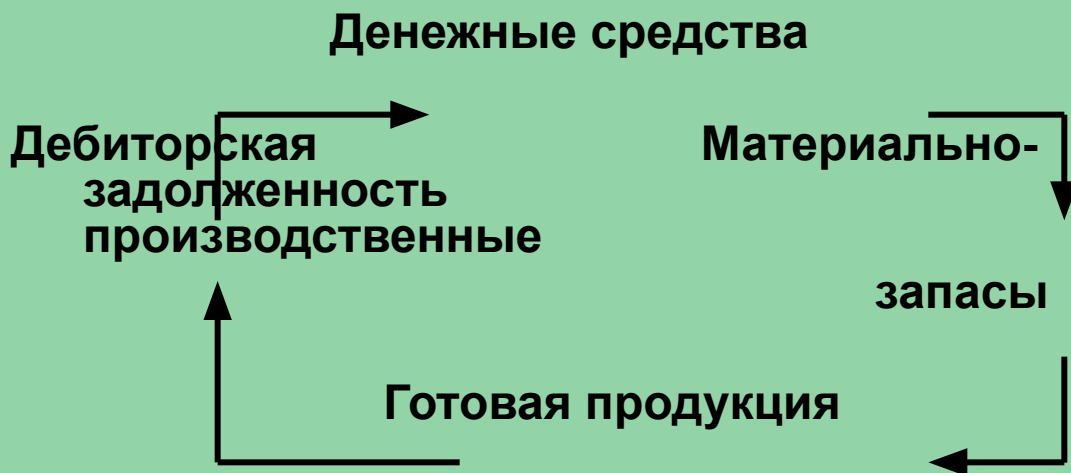 Денежные средства
Дебиторская Материально-
задолженность
производственные
запасы
Готовая продукция